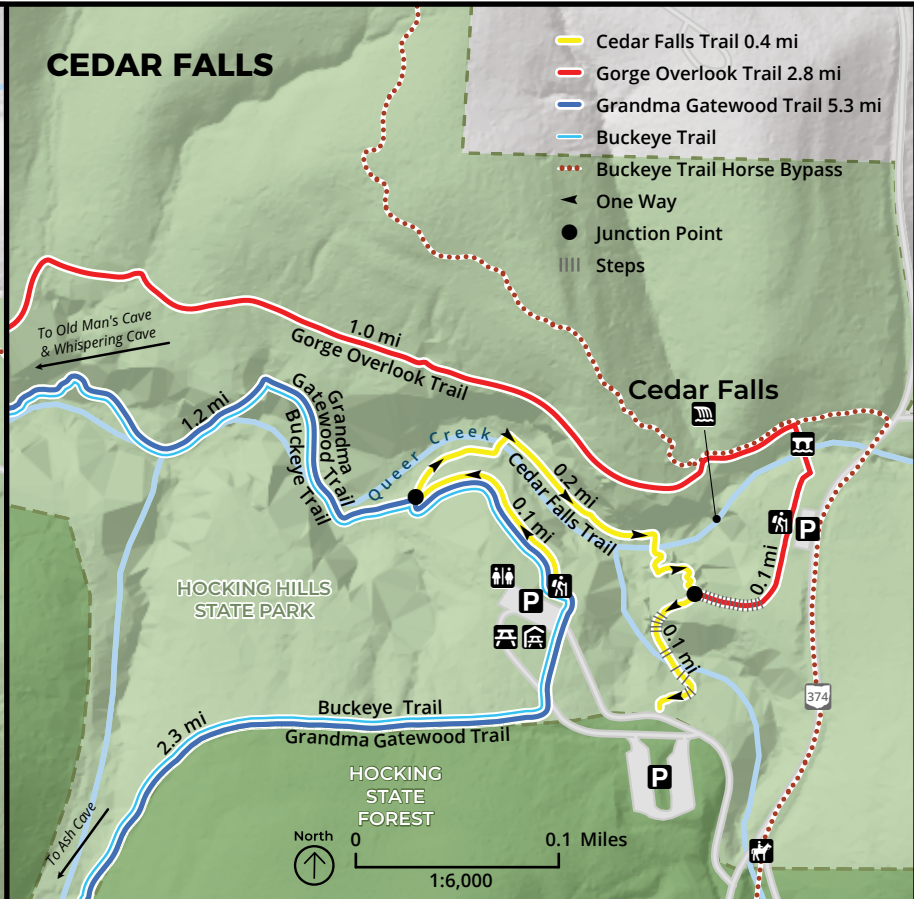 CEDAR FALLS
Cedar Falls Trail 0.4 mi
Gorge Overlook Trail 2.8 mi
Grandma Gatewood Trail 5.3 mi
Buckeye Trail
Buckeye Trail Horse Bypass
One Way
Junction Point
Steps
To Old Man's Cave
& Whispering Cave
1.0 mi
Gorge Overlook Trail
Cedar Falls
1.2 mi
Grandma
Gatewood Trail
Buckeye Trail
Queer Creek
0.2 mi
Cedar Falls Trail
0.1 mi
P
P
0.1 mi
HOCKING HILLS
STATE PARK
0.1 mi
374
Buckeye Trail
2.3 mi
Grandma Gatewood Trail
HOCKING
STATE
FOREST
P
To Ash Cave
North
0
0.1 Miles
1:6,000